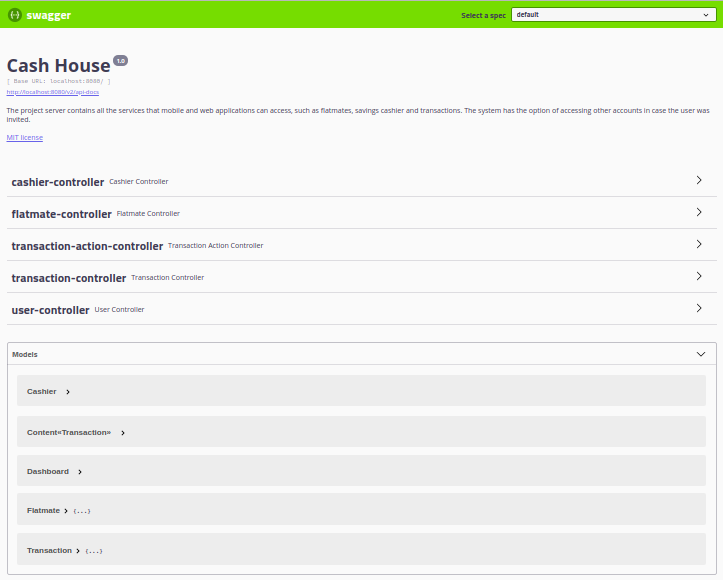 swagger
Select a spec default
Cash House 1.0
[ Base URL: localhost:8080/ ]
http://localhost:8080/v2/api-docs
The project server contains all the services that mobile and web applications can access, such as flatmates, savings cashier and transactions. The system has the option of accessing other accounts in case the user was
invited.
MIT license
cashier-controller Cashier Controller
flatmate-controller Flatmate Controller
transaction-action-controller Transaction Action Controller
transaction-controller Transaction Controller
user-controller User Controller
Models
Cashier
Content«Transaction»
Dashboard
Flatmate {...}
Transaction {...}